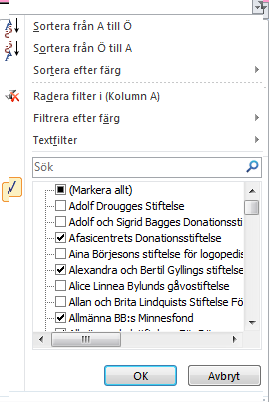 Sortera från A till Ö
Sortera från Ö till A
Sortera efter färg
Radera filter i (Kolumn A)
Filtrera efter färg
Textfilter
Sök
(Markera allt)
Adolf Drougges Stiftelse
Adolf och Sigrid Bagges Donationssti
Afasicentrets Donationsstiftelse
Aina Börjesons stiftelse för logopedis
Alexandra och Bertil Gyllings stiftelse
Alice Linnea Bylunds gåvostiftelse
Allan och Brita Lindquists Stiftelse Fö
Allmänna BB:s Minnesfond
OK Avbryt